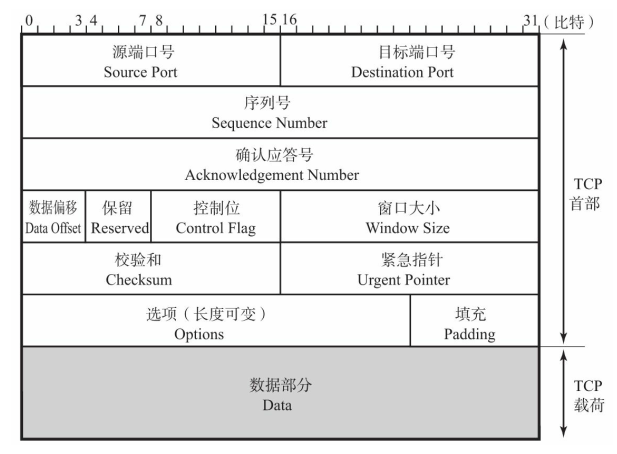 0 3 4 7 8 15 16 31 (比特)
源端口号 目标端口号
Source Port Destination Port
序列号
Sequence Number
确认应答号
Acknowledgement Number
TCP
首部
数据偏移 保留 控制位 窗口大小
Data Offset Reserved Control Flag Window Size
校验和 紧急指针
Checksum Urgent Pointer
选项(长度可变) 填充
Options Padding
数据部分
Data
TCP
载荷